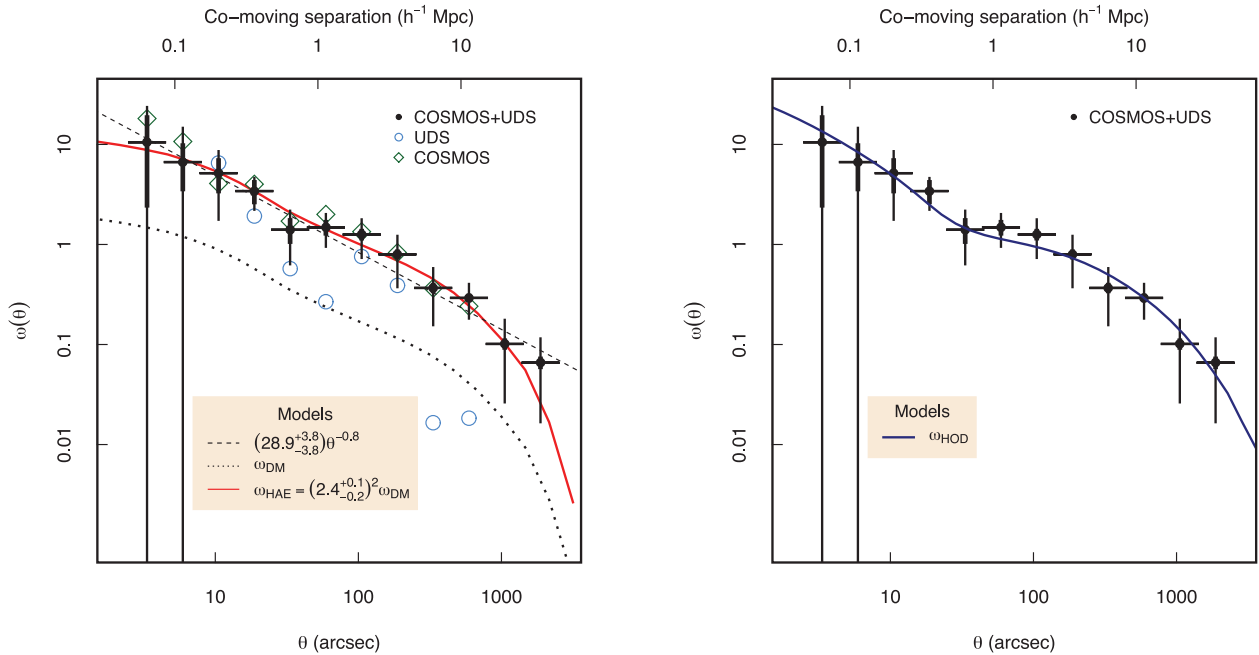 Co−moving separation (h⁻¹ Mpc)
0.1 1 10
10
1
0.1
0.01
ω(θ)
COSMOS+UDS
UDS
COSMOS
Models
(28.9+3.8−3.8)θ−0.8
ωDM
ωHAE = (2.4+0.1−0.2)2ωDM
10 100 1000
θ (arcsec)
Co−moving separation (h⁻¹ Mpc)
0.1 1 10
10
1
0.1
0.01
ω(θ)
COSMOS+UDS
Models
ωHOD
10 100 1000
θ (arcsec)